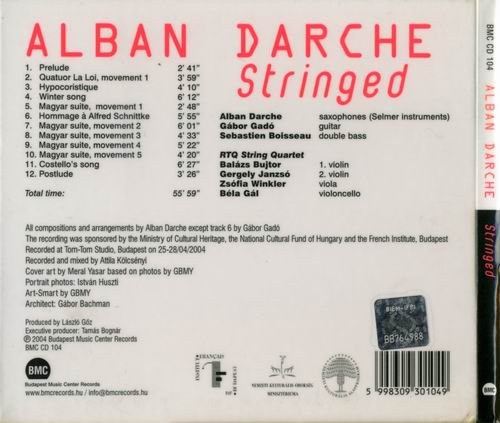 ALBAN DARCHE
Stringed
1. Prelude 2' 41"
2. Quatuor La Loi, movement 1 3' 59"
3. Hypocoristique 4' 10"
4. Winter song 6' 12"
5. Magyar suite, movement 1 2' 48"
6. Hommage à Alfred Schnittke 5' 55"
7. Magyar suite, movement 2 6' 01"
8. Magyar suite, movement 3 4' 33"
9. Magyar suite, movement 4 5' 22"
10. Magyar suite, movement 5 4' 20"
11. Costello's song 6' 27"
12. Postlude 3' 26"
Total time: 55' 59"
Alban Darche saxophones (Selmer instruments)
Gábor Gadó guitar
Sebastien Boisseau double bass
RTQ String Quartet
Balázs Bujtor 1. violin
Gergely Janzsó 2. violin
Zsófia Winkler viola
Béla Gál violoncello
All compositions and arrangements by Alban Darche except track 6 by Gábor Gadó
The recording was sponsored by the Ministry of Cultural Heritage, the National Cultural Fund of Hungary and the French Institute, Budapest
Recorded at Tom-Tom Studio, Budapest on 25-28/04/2004
Recorded and mixed by Attila Kölcsényi
Cover art by Meral Yasar based on photos by GBMY
Portrait photos: István Huszti
Art-Smart by GBMY
Architect: Gábor Bachman
Produced by László Göz
Executive producer: Tamás Bognár
℗ 2004 Budapest Music Center Records
BMC CD 104
BMC
Budapest Music Center Records
www.bmcrecords.hu / info@bmcrecords.hu
INSTITUT
FRANÇAIS
NEMZETI KULTURÁLIS ÖRÖKSÉG
MINISZTÉRIUMA
BIEM-IFPI
BB764988
5 998309 301049
BMC CD 104
ALBAN DARCHE
Stringed
BMC